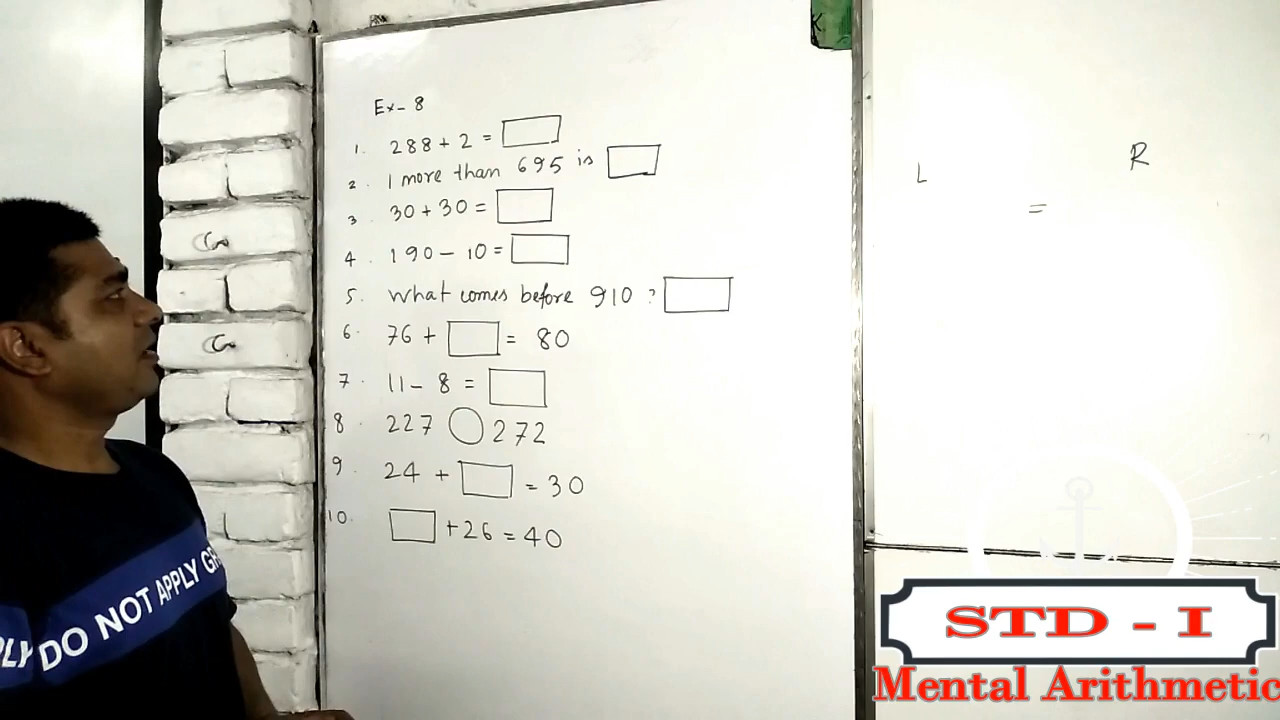 Ex- 8
1. 288 + 2 = □
2. 1 more than 695 is □
3. 30 + 30 = □
4. 190 - 10 = □
5. What comes before 910 ? □
6. 76 + □ = 80
7. 11 - 8 = □
8. 227 ○ 272
9. 24 + □ = 30
10. □ + 26 = 40
K
L
R
=
DO NOT APPLY
STD - I
Mental Arithmetic